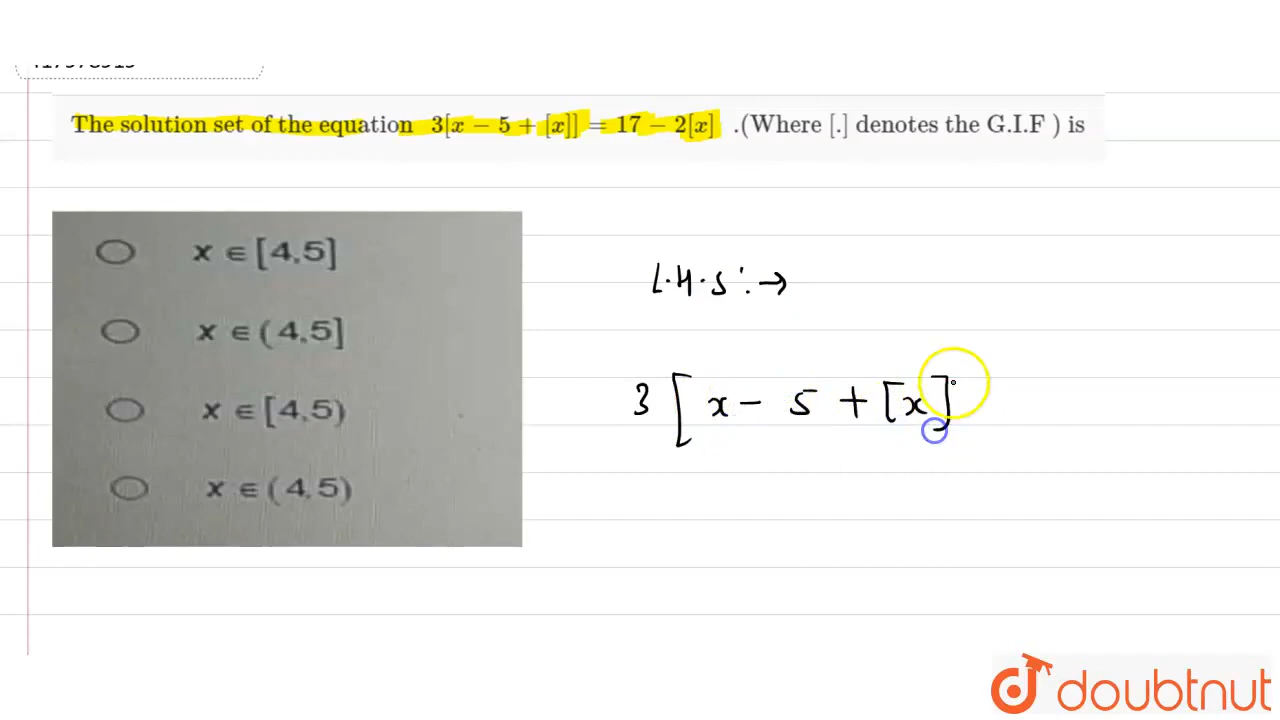 The solution set of the equation 3[x − 5 + [x]] = 17 − 2[x] .(Where [.] denotes the G.I.F ) is
x ∈ [4,5]
x ∈ (4,5]
x ∈ [4,5)
x ∈ (4,5)
L.H.S :→
3 [ x − 5 + [x]
doubtnut